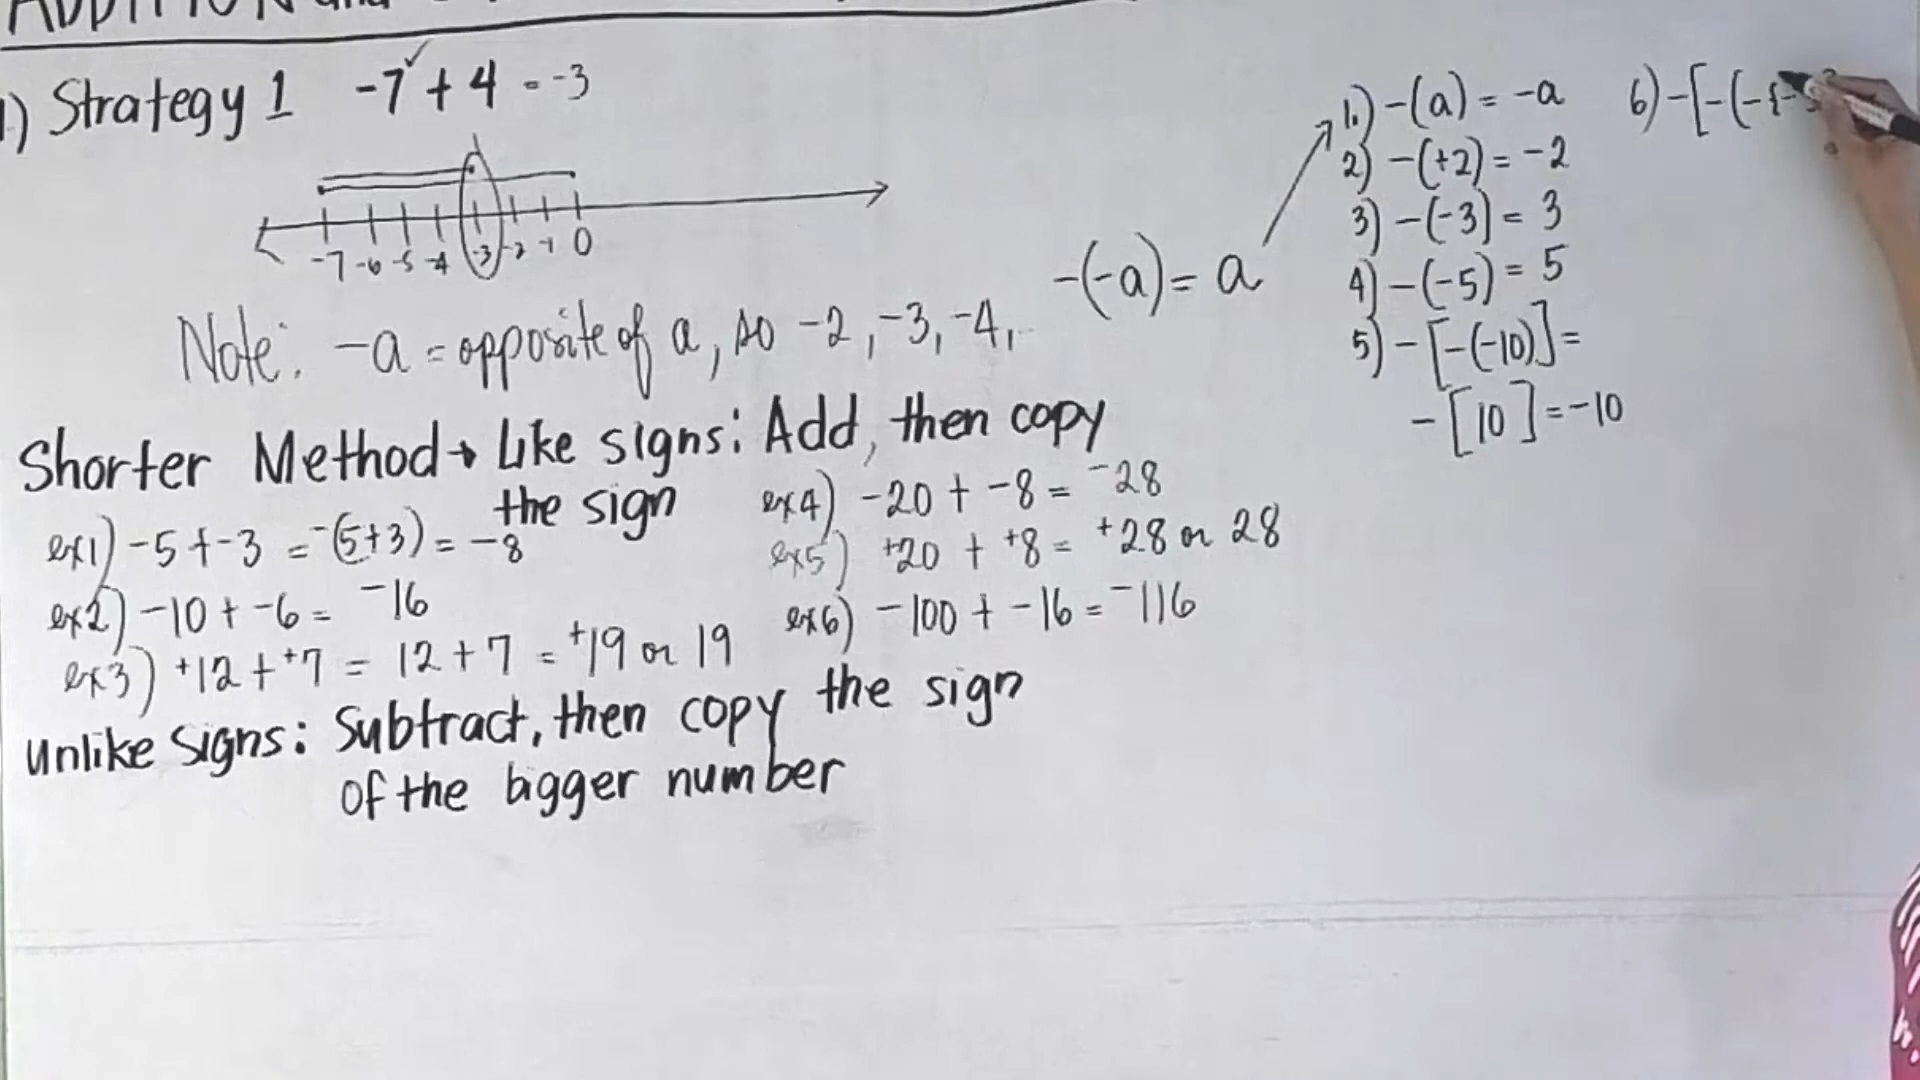 ADDITION and
1.) Strategy 1 -7 + 4 = -3
-7 -6 -5 -4 -3 -2 -1 0
Note: -a = opposite of a, so -2, -3, -4,
-(-a) = a
Shorter Method → Like signs: Add, then copy
the sign
ex1) -5 + -3 = -(5+3) = -8
ex2) -10 + -6 = -16
ex3) +12 + +7 = 12 + 7 = +19 or 19
ex4) -20 + -8 = -28
ex5) +20 + +8 = +28 or 28
ex6) -100 + -16 = -116
Unlike signs: Subtract, then copy the sign
of the bigger number
1.) -(a) = -a
2) -(+2) = -2
3) -(-3) = 3
4) -(-5) = 5
5) -[-(-10)] =
-[10] = -10
6) -[-(-{-